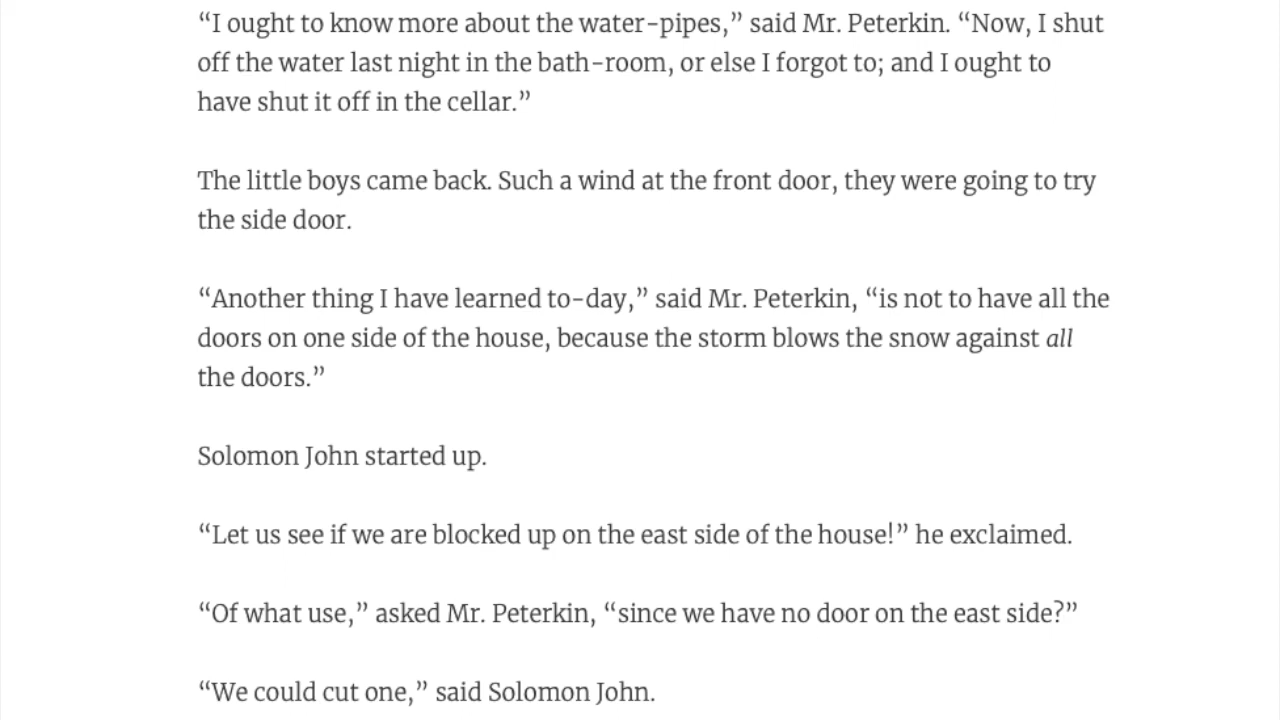 “I ought to know more about the water-pipes,” said Mr. Peterkin. “Now, I shut
off the water last night in the bath-room, or else I forgot to; and I ought to
have shut it off in the cellar.”
The little boys came back. Such a wind at the front door, they were going to try
the side door.
“Another thing I have learned to-day,” said Mr. Peterkin, “is not to have all the
doors on one side of the house, because the storm blows the snow against all
the doors.”
Solomon John started up.
“Let us see if we are blocked up on the east side of the house!” he exclaimed.
“Of what use,” asked Mr. Peterkin, “since we have no door on the east side?”
“We could cut one,” said Solomon John.